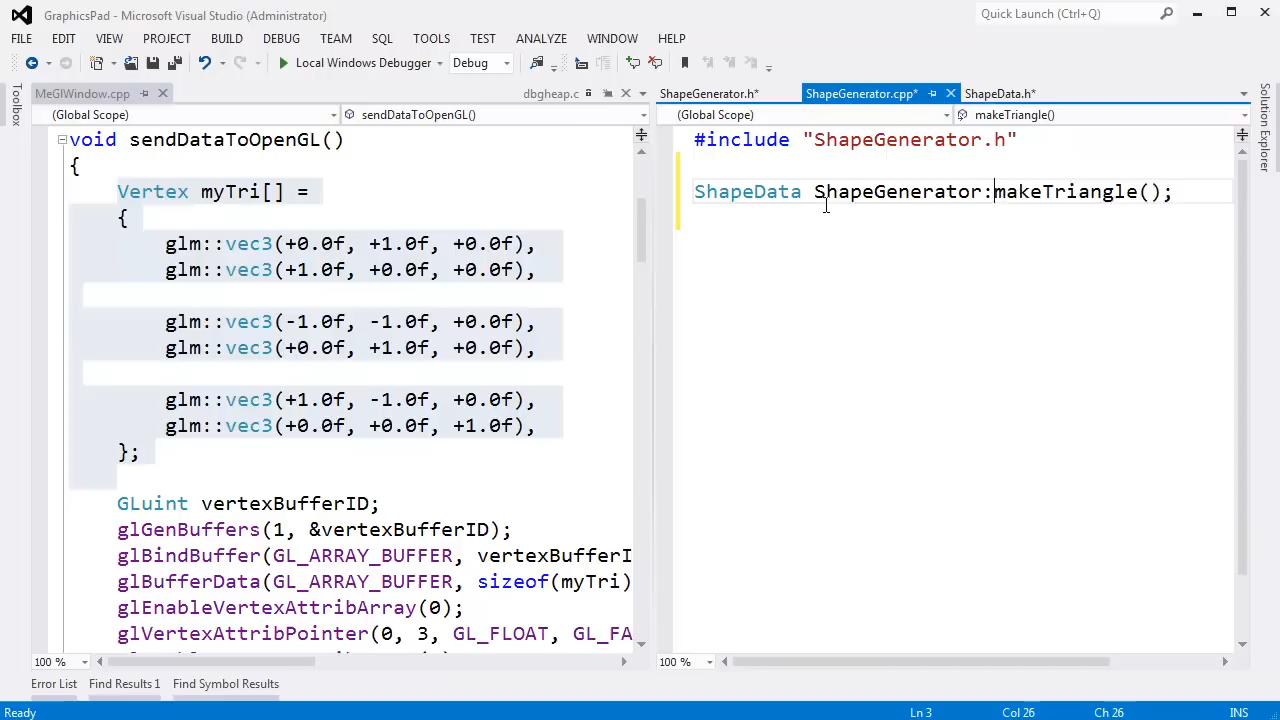 GraphicsPad - Microsoft Visual Studio (Administrator)
Quick Launch (Ctrl+Q)
FILE EDIT VIEW PROJECT BUILD DEBUG TEAM SQL TOOLS TEST ANALYZE WINDOW HELP
Local Windows Debugger Debug
Toolbox
MeGlWindow.cpp
dbgheap.c
(Global Scope)
sendDataToOpenGL()
void sendDataToOpenGL()
{
Vertex myTri[] =
{
glm::vec3(+0.0f, +1.0f, +0.0f),
glm::vec3(+1.0f, +0.0f, +0.0f),
glm::vec3(-1.0f, -1.0f, +0.0f),
glm::vec3(+0.0f, +1.0f, +0.0f),
glm::vec3(+1.0f, -1.0f, +0.0f),
glm::vec3(+0.0f, +0.0f, +1.0f),
};
GLuint vertexBufferID;
glGenBuffers(1, &vertexBufferID);
glBindBuffer(GL_ARRAY_BUFFER, vertexBufferI
glBufferData(GL_ARRAY_BUFFER, sizeof(myTri)
glEnableVertexAttribArray(0);
glVertexAttribPointer(0, 3, GL_FLOAT, GL_FA
100 %
ShapeGenerator.h*
ShapeGenerator.cpp*
ShapeData.h*
(Global Scope)
makeTriangle()
#include "ShapeGenerator.h"
ShapeData ShapeGenerator:makeTriangle();
100 %
Solution Explorer
Error List Find Results 1 Find Symbol Results
Ready Ln 3 Col 26 Ch 26 INS